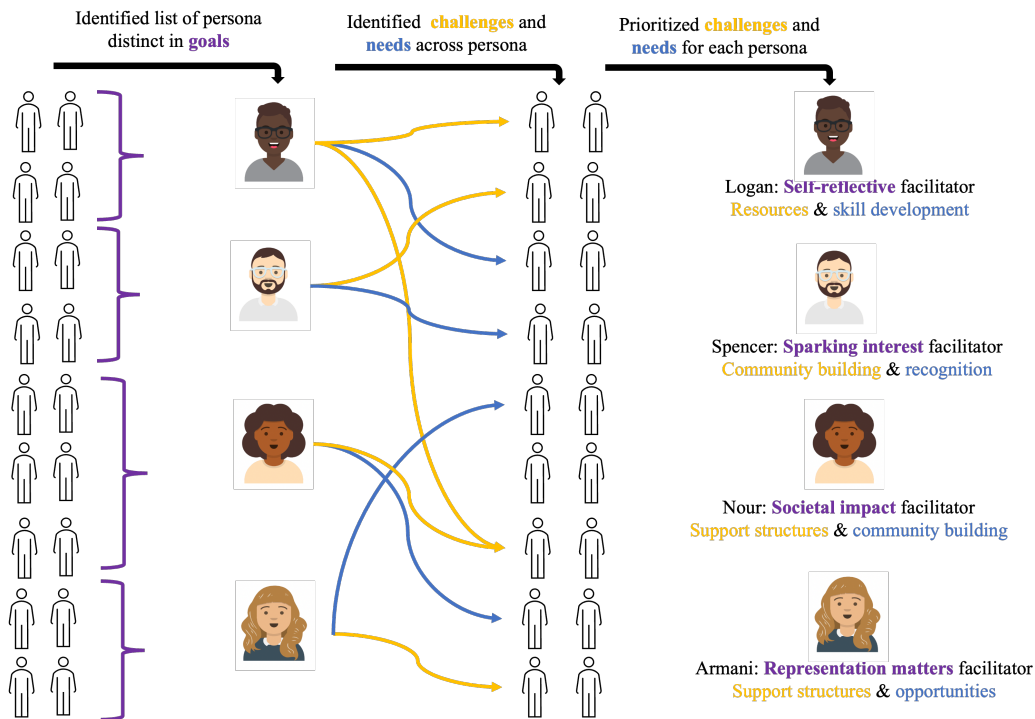 Identified list of persona
distinct in goals
Identified challenges and
needs across persona
Prioritized challenges and
needs for each persona
Logan: Self-reflective facilitator
Resources & skill development
Spencer: Sparking interest facilitator
Community building & recognition
Nour: Societal impact facilitator
Support structures & community building
Armani: Representation matters facilitator
Support structures & opportunities